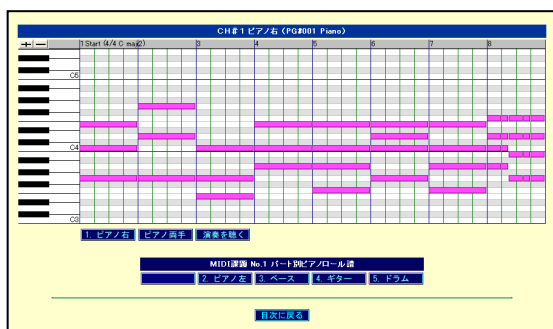 CH#1 ピアノ右 (PG#001 Piano)
1 Start (4/4 C maj) 2 3 4 5 6 7 8
C5
C4
C3
1. ピアノ右 ピアノ両手 演奏を聴く
MIDI課題 No.1 パート別ピアノロール譜
2. ピアノ左 3. ベース 4. ギター 5. ドラム
目次に戻る